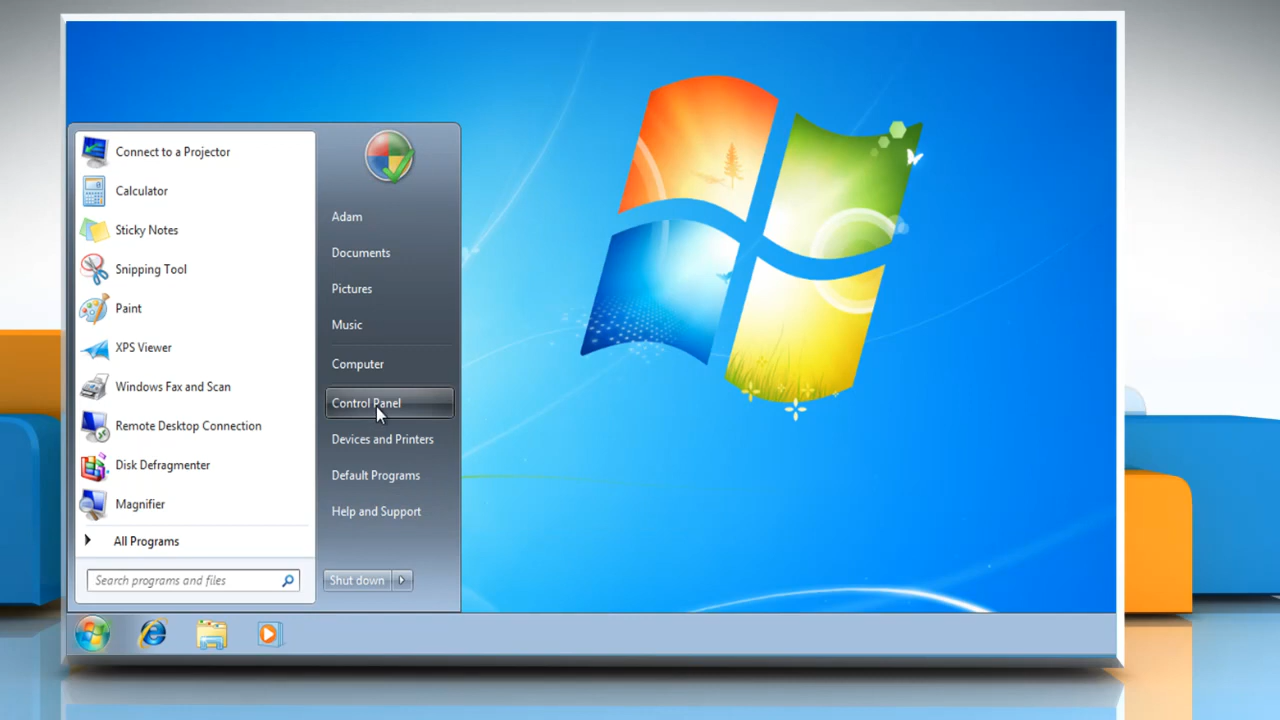 Connect to a Projector
Calculator
Sticky Notes
Snipping Tool
Paint
XPS Viewer
Windows Fax and Scan
Remote Desktop Connection
Disk Defragmenter
Magnifier
All Programs
Search programs and files
Adam
Documents
Pictures
Music
Computer
Control Panel
Devices and Printers
Default Programs
Help and Support
Shut down